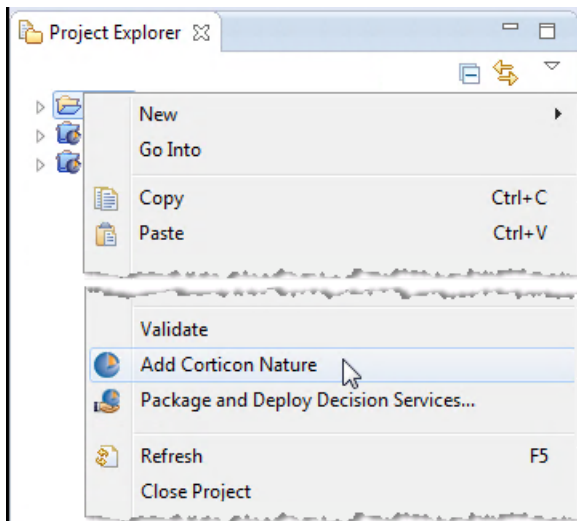 Project Explorer
New
Go Into
Copy Ctrl+C
Paste Ctrl+V
Validate
Add Corticon Nature
Package and Deploy Decision Services...
Refresh F5
Close Project